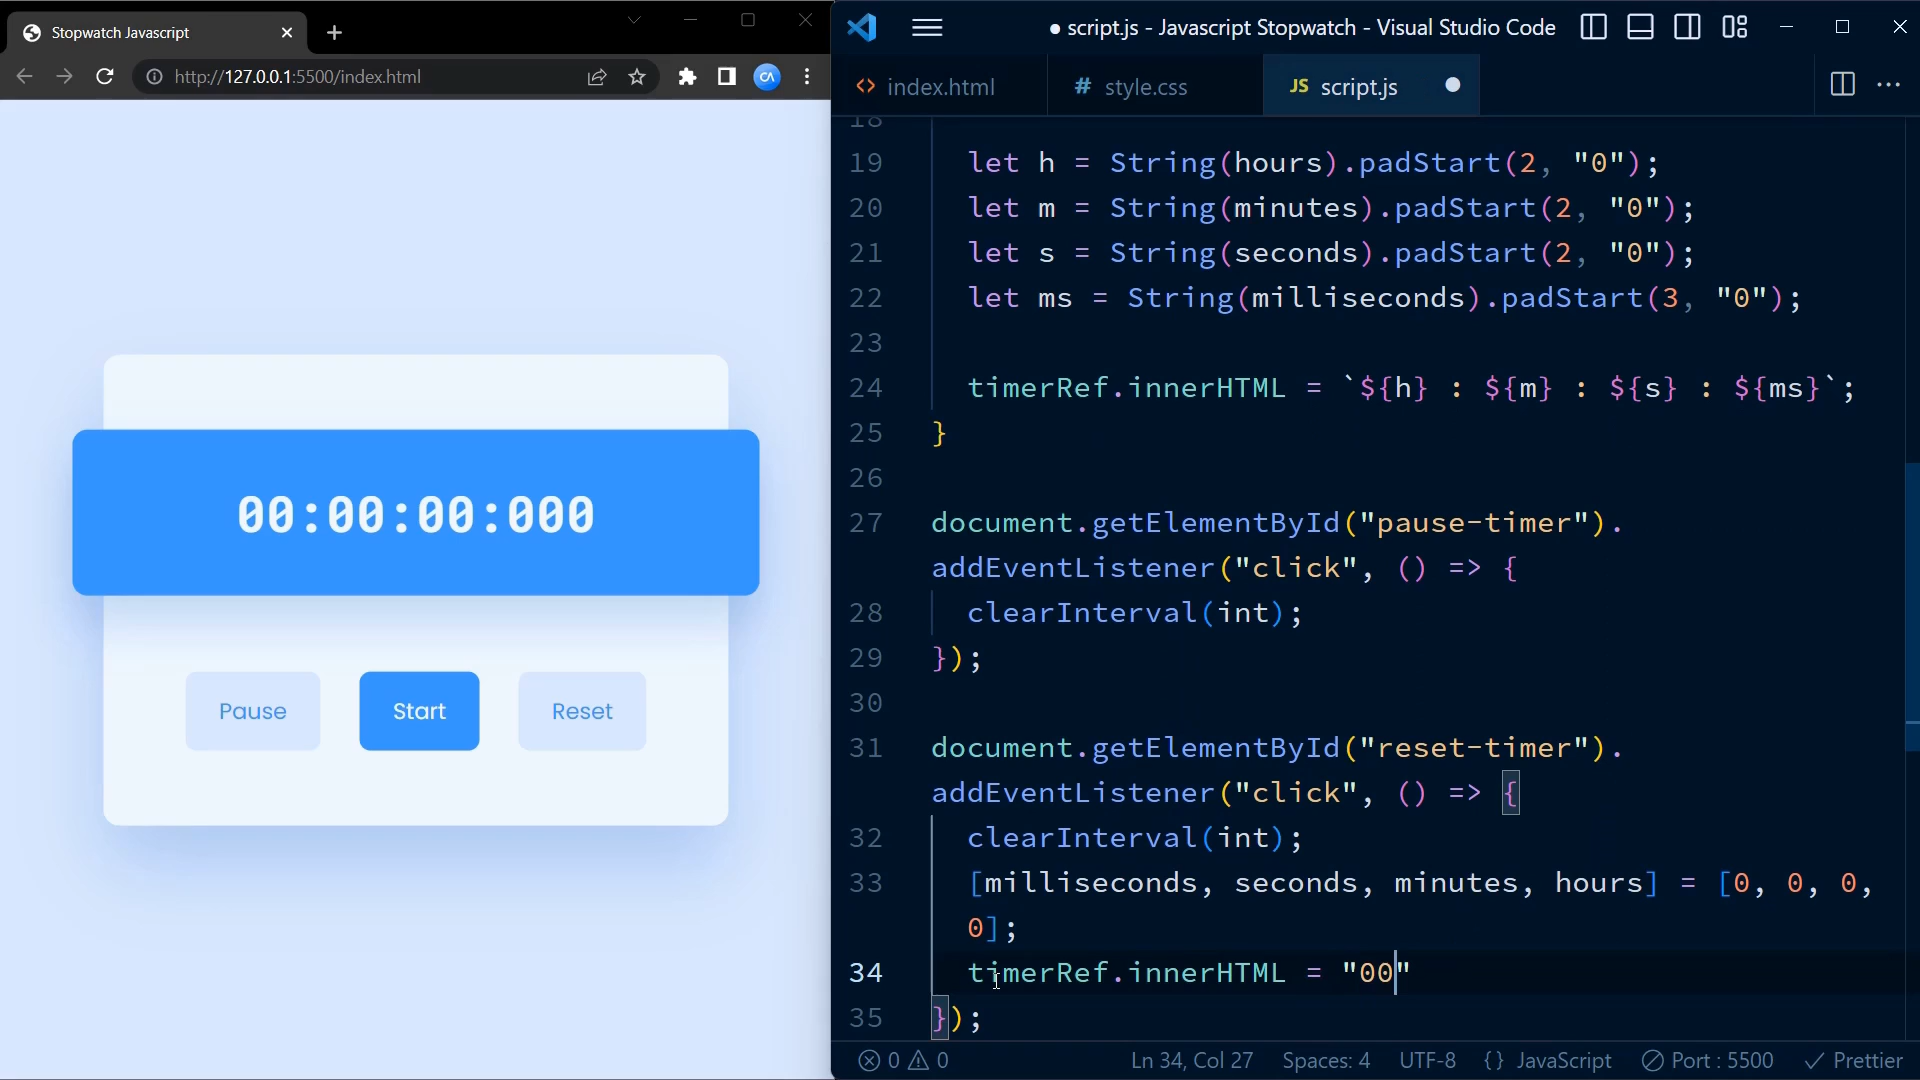 Stopwatch Javascript
http://127.0.0.1:5500/index.html
CA
00:00:00:000
Pause
Start
Reset
● script.js - Javascript Stopwatch - Visual Studio Code
<> index.html
# style.css
JS script.js
18
19 let h = String(hours).padStart(2, "0");
20 let m = String(minutes).padStart(2, "0");
21 let s = String(seconds).padStart(2, "0");
22 let ms = String(milliseconds).padStart(3, "0");
23
24 timerRef.innerHTML = `${h} : ${m} : ${s} : ${ms}`;
25 }
26
27 document.getElementById("pause-timer").
addEventListener("click", () => {
28 clearInterval(int);
29 });
30
31 document.getElementById("reset-timer").
addEventListener("click", () => {
32 clearInterval(int);
33 [milliseconds, seconds, minutes, hours] = [0, 0, 0,
0];
34 timerRef.innerHTML = "00"
35 });
0 0 Ln 34, Col 27 Spaces: 4 UTF-8 {} JavaScript Port : 5500 Prettier